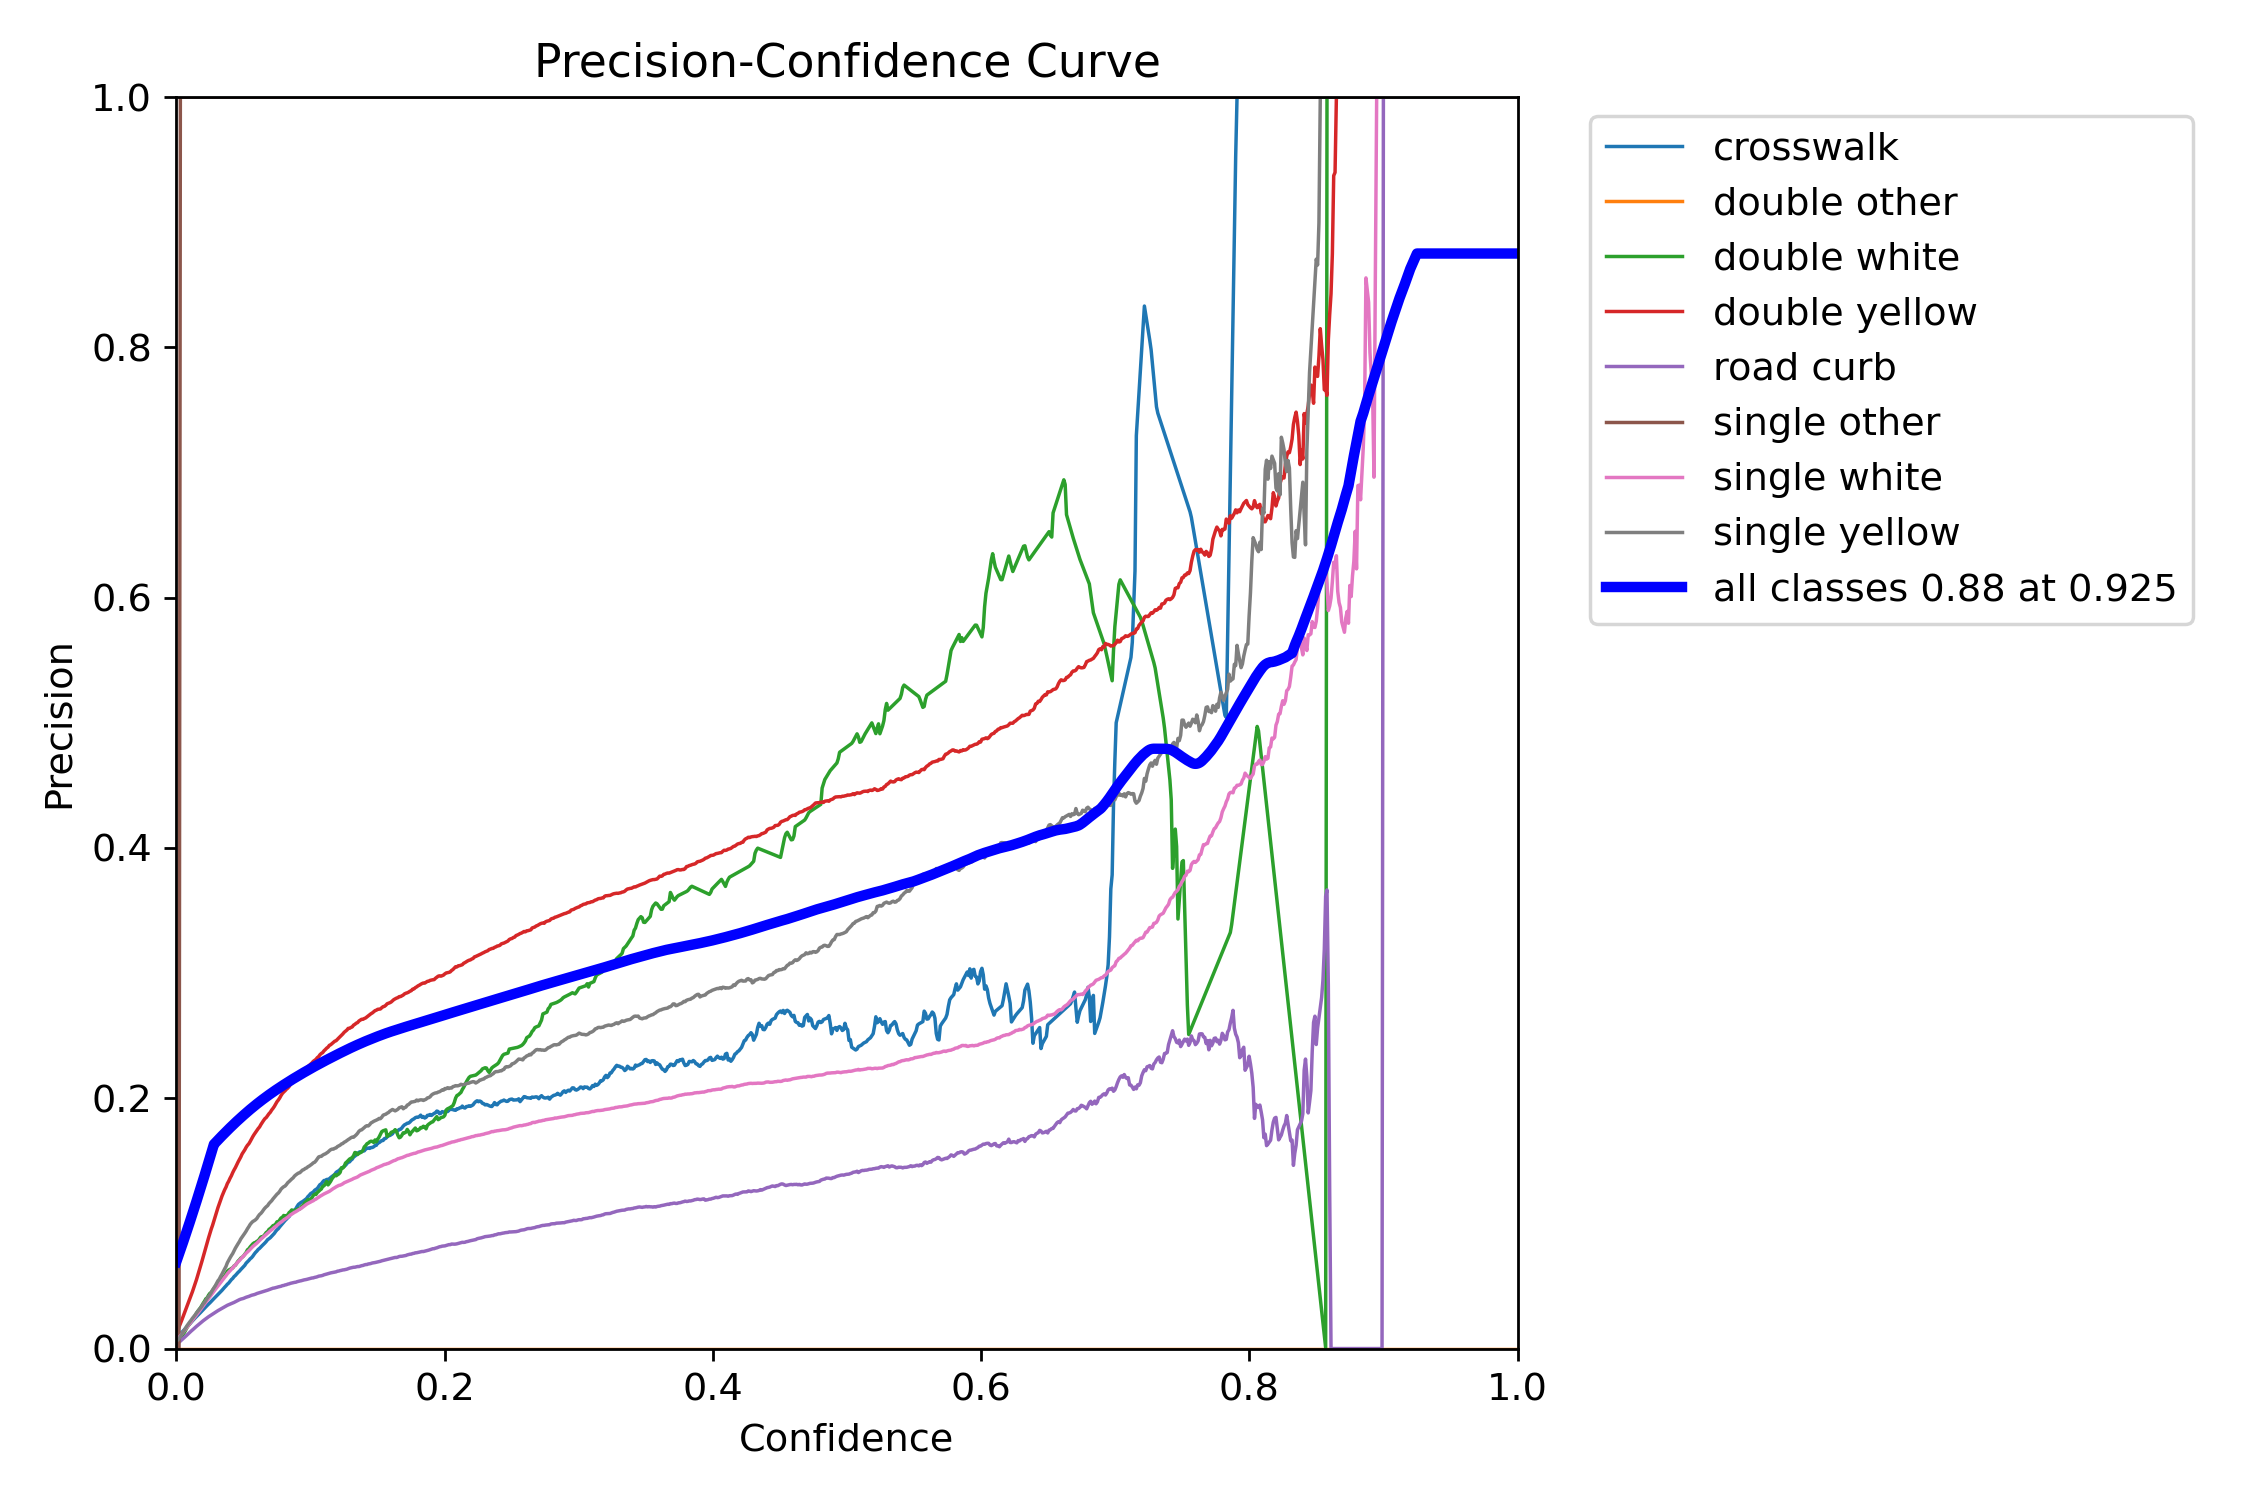 Precision-Confidence Curve
1.0
0.8
0.6
0.4
0.2
0.0
Precision
0.0 0.2 0.4 0.6 0.8 1.0
Confidence
crosswalk
double other
double white
double yellow
road curb
single other
single white
single yellow
all classes 0.88 at 0.925